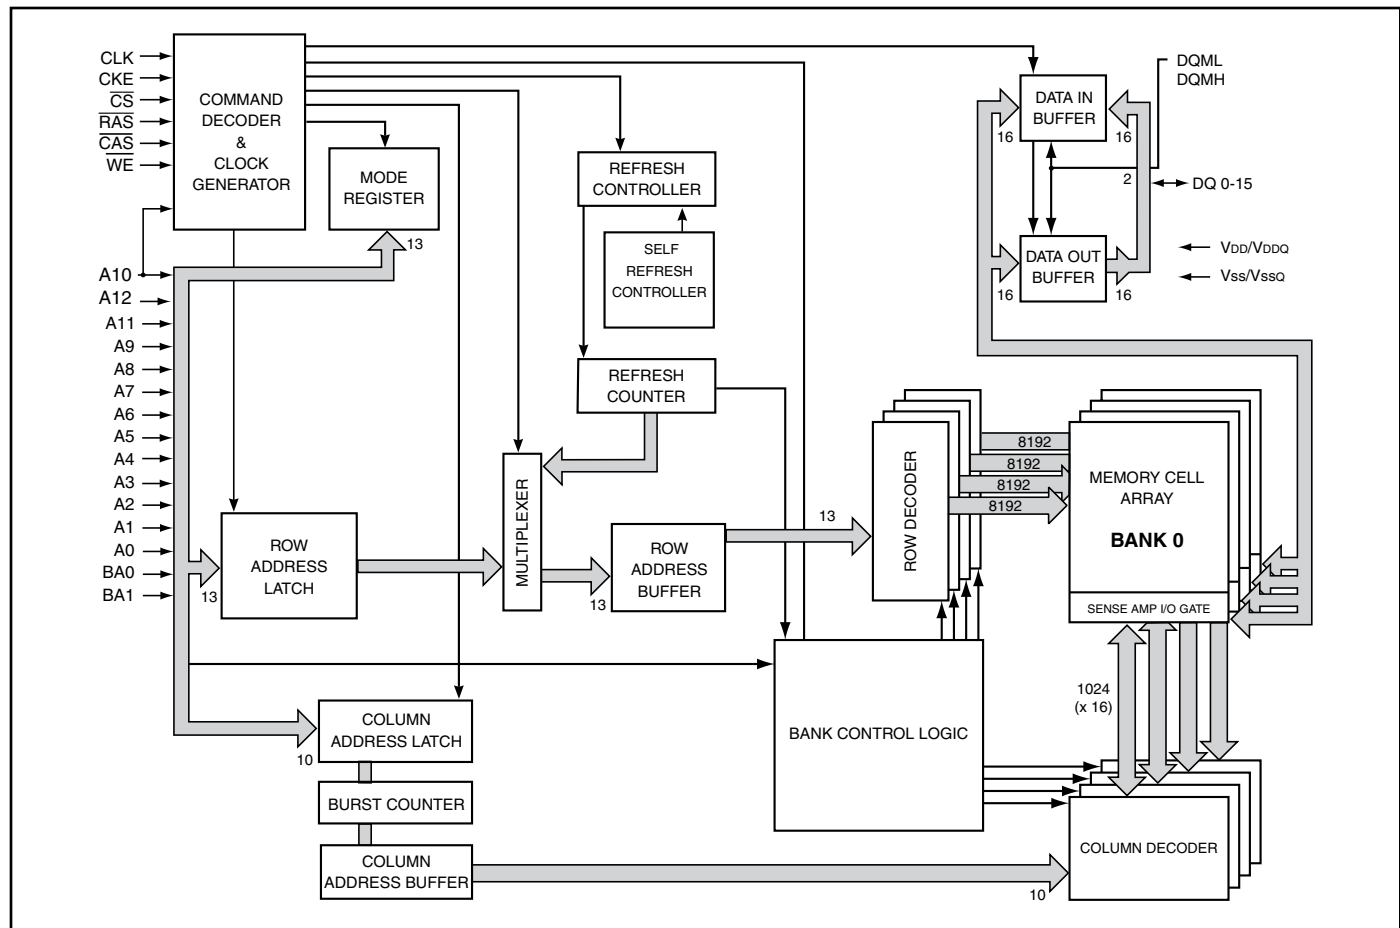 CLK
CKE
CS
RAS
CAS
WE
COMMAND
DECODER
&
CLOCK
GENERATOR
MODE
REGISTER
13
REFRESH
CONTROLLER
SELF
REFRESH
CONTROLLER
REFRESH
COUNTER
DQML
DQMH
DATA IN
BUFFER
16
16
2
DQ 0-15
DATA OUT
BUFFER
16
16
VDD/VDDQ
Vss/VssQ
A10
A12
A11
A9
A8
A7
A6
A5
A4
A3
A2
A1
A0
BA0
BA1
13
ROW
ADDRESS
LATCH
MULTIPLEXER
13
ROW
ADDRESS
BUFFER
13
ROW DECODER
8192
8192
8192
8192
MEMORY CELL
ARRAY
BANK 0
SENSE AMP I/O GATE
1024
(x 16)
BANK CONTROL LOGIC
10
COLUMN
ADDRESS LATCH
BURST COUNTER
COLUMN
ADDRESS BUFFER
10
COLUMN DECODER